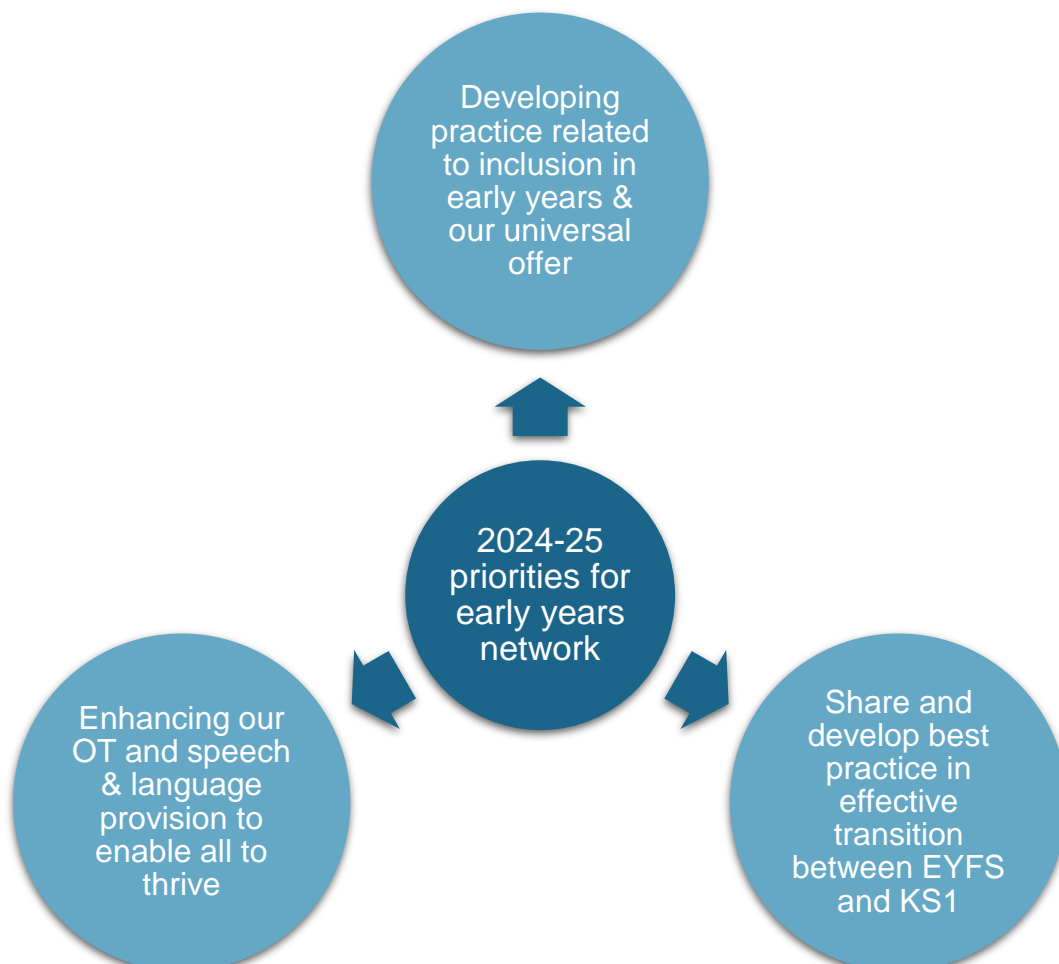 Developing
practice related
to inclusion in
early years &
our universal
offer
2024-25
priorities for
early years
network
Enhancing our
OT and speech
& language
provision to
enable all to
thrive
Share and
develop best
practice in
effective
transition
between EYFS
and KS1